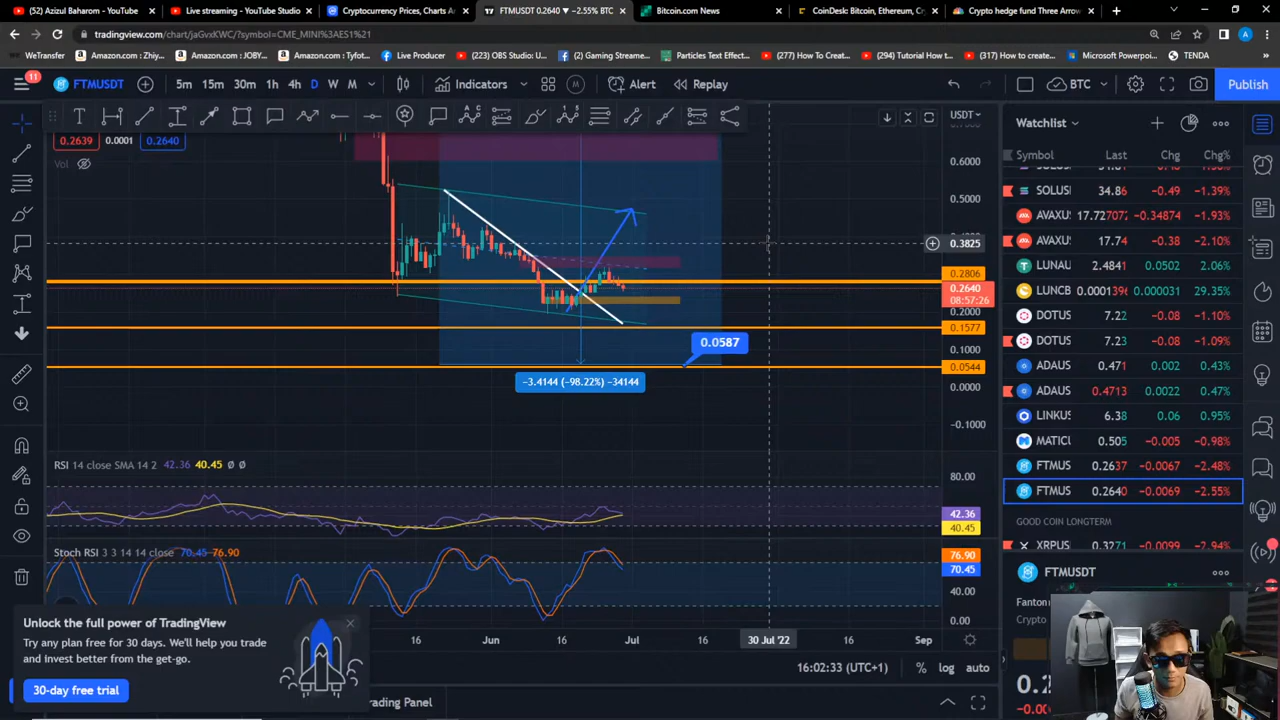 (52) Azizul Baharom - YouTube
Live streaming - YouTube Studio
Cryptocurrency Prices, Charts A
FTMUSDT 0.2640 ▼ −2.55% BTC
Bitcoin.com News
CoinDesk: Bitcoin, Ethereum, C
Crypto hedge fund Three Arrow
tradingview.com/chart/jaGvxKWC/?symbol=CME_MINI%3AES1%21
WeTransfer
Amazon.com : Zhiy...
Amazon.com : JOBY...
Amazon.com : Tyfot...
Live Producer
(223) OBS Studio: U...
(2) Gaming Streame...
Particles Text Effect...
(277) How To Creat...
(184) Tutorial How t...
(317) How to create...
Microsoft Powerpoi...
TENDA
11
FTMUSDT
5m 15m 30m 1h 4h D W M
Indicators
Alert
Replay
BTC
Publish
0.2639 0.0001 0.2640
Vol
USDT
0.6000
0.5000
0.3825
0.2806
0.2640
08:57:26
0.2000
0.1577
0.1000
0.0544
0.0000
−0.1000
0.0587
−3.4144 (−98.22%) −34144
RSI 14 close SMA 14 2 42.36 40.45 Ø Ø
80.00
42.36
40.45
Stoch RSI 3 3 14 14 close 70.45 76.90
76.90
70.45
40.00
0.00
16 Jun 16 Jul 16 30 Jul '22 16 Sep
16:02:33 (UTC+1)
% log auto
Unlock the full power of TradingView
Try any plan free for 30 days. We'll help you trade
and invest better from the get-go.
30-day free trial
rading Panel
Watchlist
Symbol Last Chg Chg%
SOLUSI 34.86 −0.49 −1.39%
AVAXU: 17.727072 −0.34874 −1.93%
AVAXU: 17.74 −0.38 −2.10%
LUNAU 2.4841 0.0502 2.06%
LUNCB 0.0001396 0.000031 29.35%
DOTUS 7.22 −0.08 −1.10%
DOTUS 7.23 −0.08 −1.09%
ADAUS 0.471 0.002 0.43%
ADAUS 0.4713 0.0022 0.47%
LINKUS 6.38 0.06 0.95%
MATICU 0.505 −0.005 −0.98%
FTMUS 0.2637 −0.0067 −2.48%
FTMUS 0.2640 −0.0069 −2.55%
GOOD COIN LONGTERM
XRPUS 0.3271 −0.0099 −2.94%
FTMUSDT
Crypto